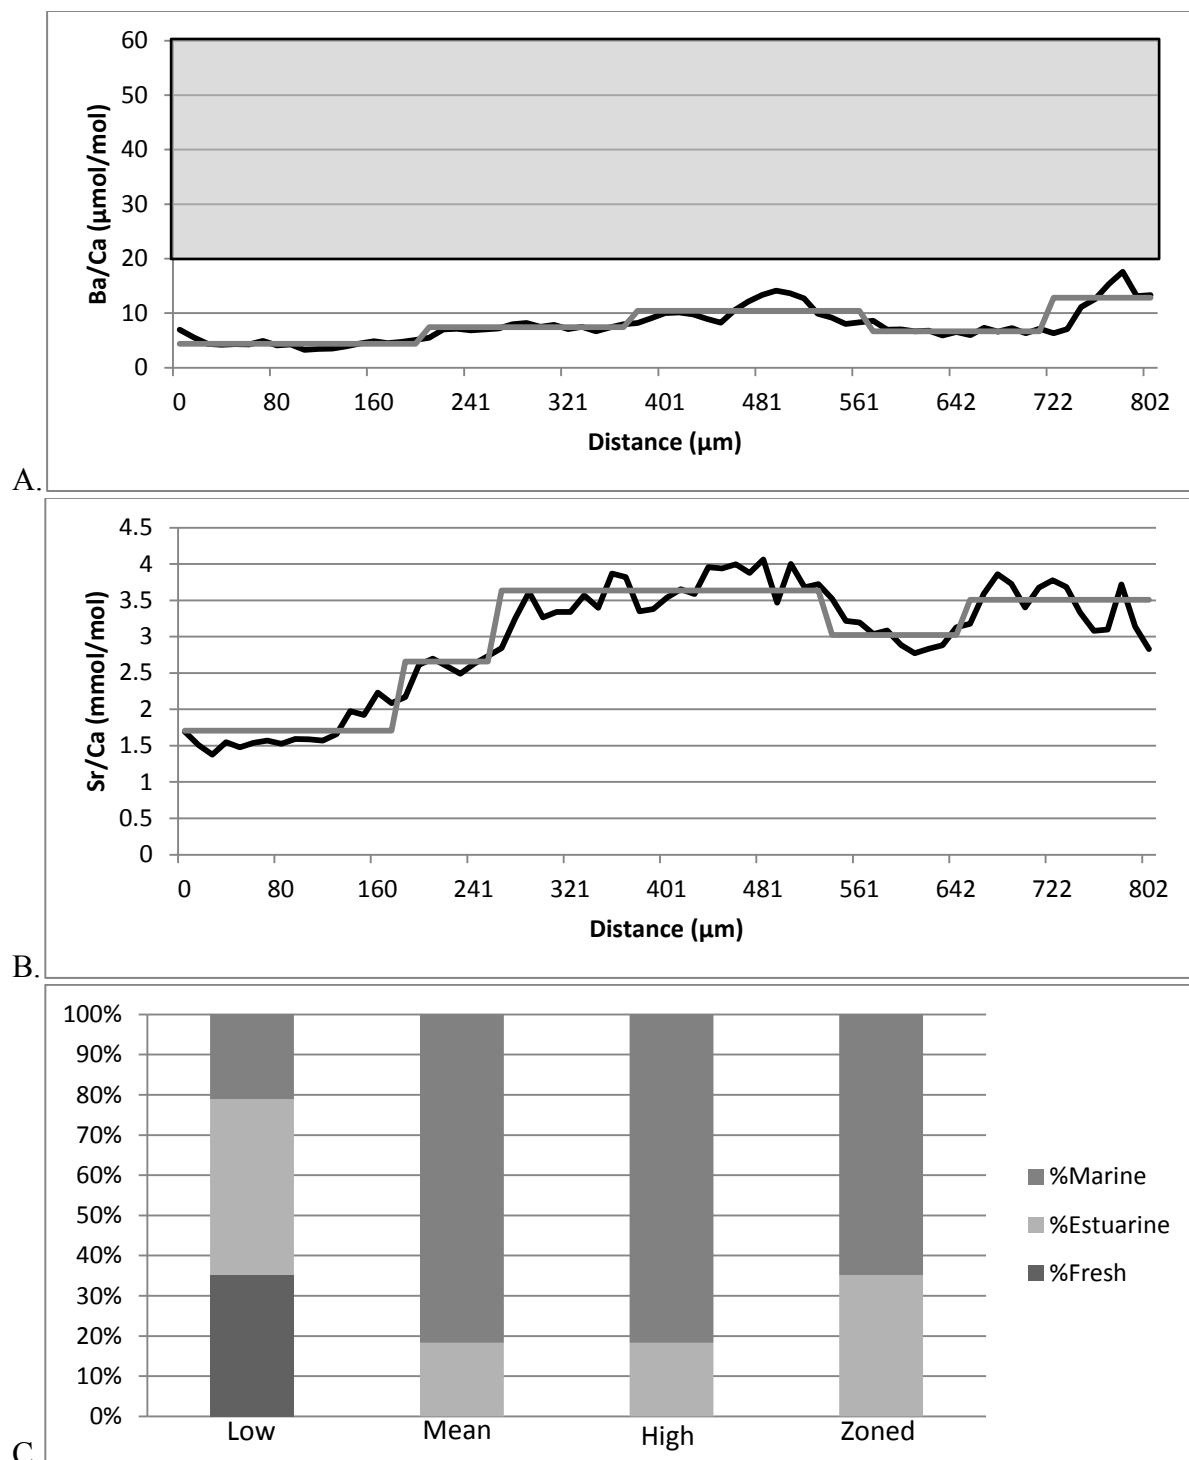 60
50
40
30
20
10
0
Ba/Ca (µmol/mol)
0 80 160 241 321 401 481 561 642 722 802
Distance (µm)
A.
4.5
4
3.5
3
2.5
2
1.5
1
0.5
0
Sr/Ca (mmol/mol)
0 80 160 241 321 401 481 561 642 722 802
Distance (µm)
B.
100%
90%
80%
70%
60%
50%
40%
30%
20%
10%
0%
Low Mean High Zoned
%Marine
%Estuarine
%Fresh
C